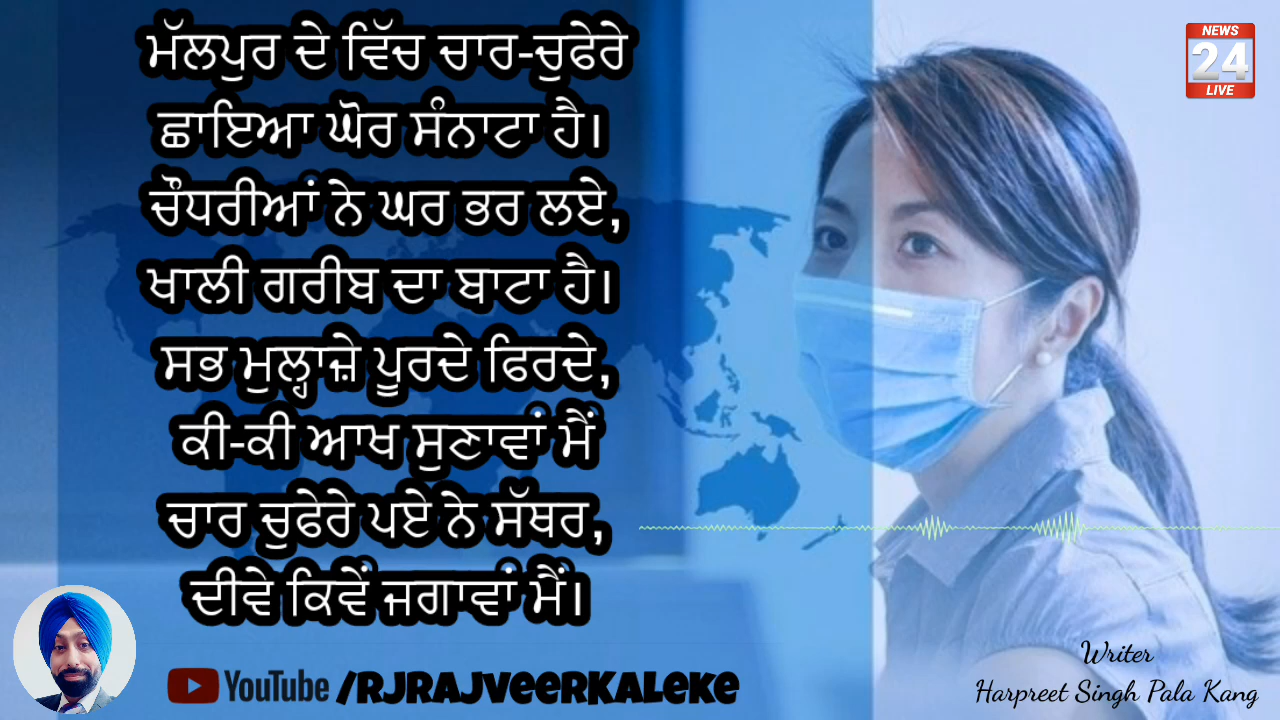 ਮੱਲਪੁਰ ਦੇ ਵਿੱਚ ਚਾਰ-ਚੁਫੇਰੇ
ਛਾਇਆ ਘੋਰ ਸੰਨਾਟਾ ਹੈ।
ਚੌਧਰੀਆਂ ਨੇ ਘਰ ਭਰ ਲਏ,
ਖਾਲੀ ਗਰੀਬ ਦਾ ਬਾਟਾ ਹੈ।
ਸਭ ਮੁਲ੍ਹਾਜ਼ੇ ਪੂਰਦੇ ਫਿਰਦੇ,
ਕੀ-ਕੀ ਆਖ ਸੁਣਾਵਾਂ ਮੈਂ
ਚਾਰ ਚੁਫੇਰੇ ਪਏ ਨੇ ਸੱਥਰ,
ਦੀਵੇ ਕਿਵੇਂ ਜਗਾਵਾਂ ਮੈਂ।
YouTube /RJRAJVEERKALEKE
NEWS
24
LIVE
Writer
Harpreet Singh Pala Kang